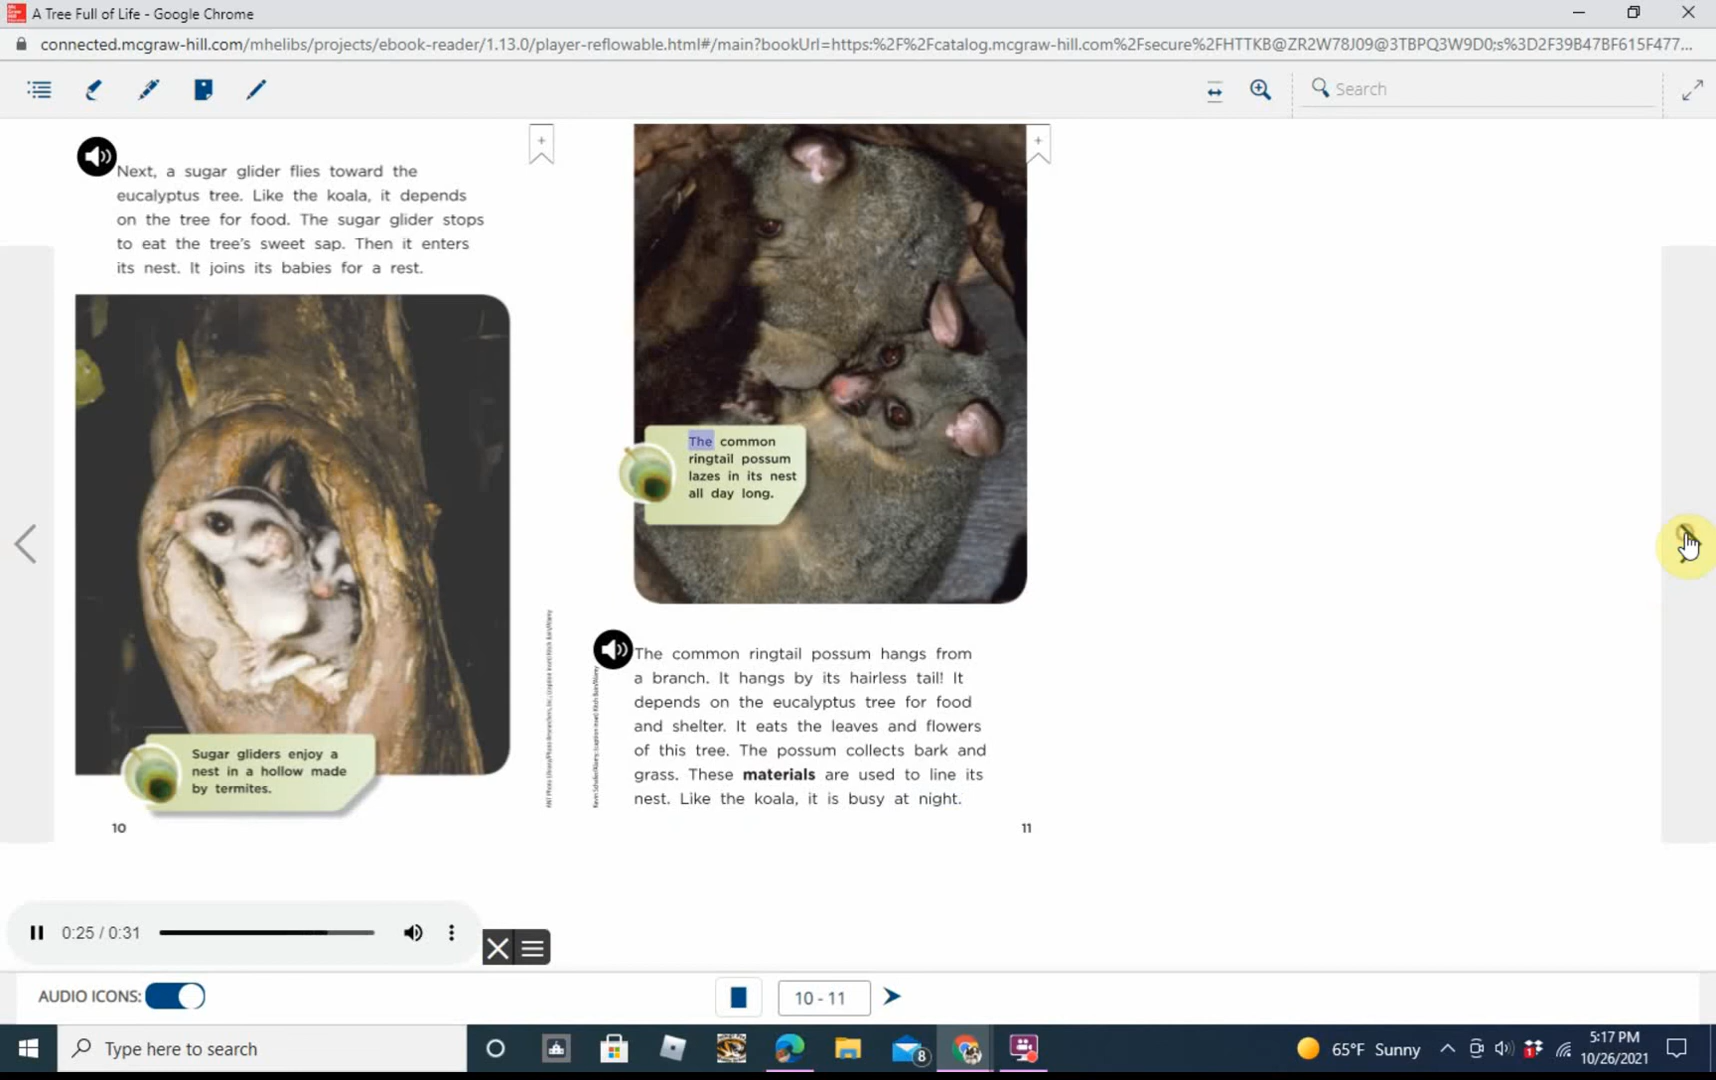 A Tree Full of Life - Google Chrome
connected.mcgraw-hill.com/mhelibs/projects/ebook-reader/1.13.0/player-reflowable.html#/main?bookUrl=https:%2F%2Fcatalog.mcgraw-hill.com%2Fsecure%2FHTTKB@ZR2W78J09@3TBPQ3W9D0;s%3D2F39B47BF615F477...
Search
Next, a sugar glider flies toward the
eucalyptus tree. Like the koala, it depends
on the tree for food. The sugar glider stops
to eat the tree's sweet sap. Then it enters
its nest. It joins its babies for a rest.
Sugar gliders enjoy a
nest in a hollow made
by termites.
10
The common
ringtail possum
lazes in its nest
all day long.
The common ringtail possum hangs from
a branch. It hangs by its hairless tail! It
depends on the eucalyptus tree for food
and shelter. It eats the leaves and flowers
of this tree. The possum collects bark and
grass. These materials are used to line its
nest. Like the koala, it is busy at night.
11
0:25 / 0:31
AUDIO ICONS:
10 - 11
Type here to search
8
65°F Sunny
1
5:17 PM
10/26/2021